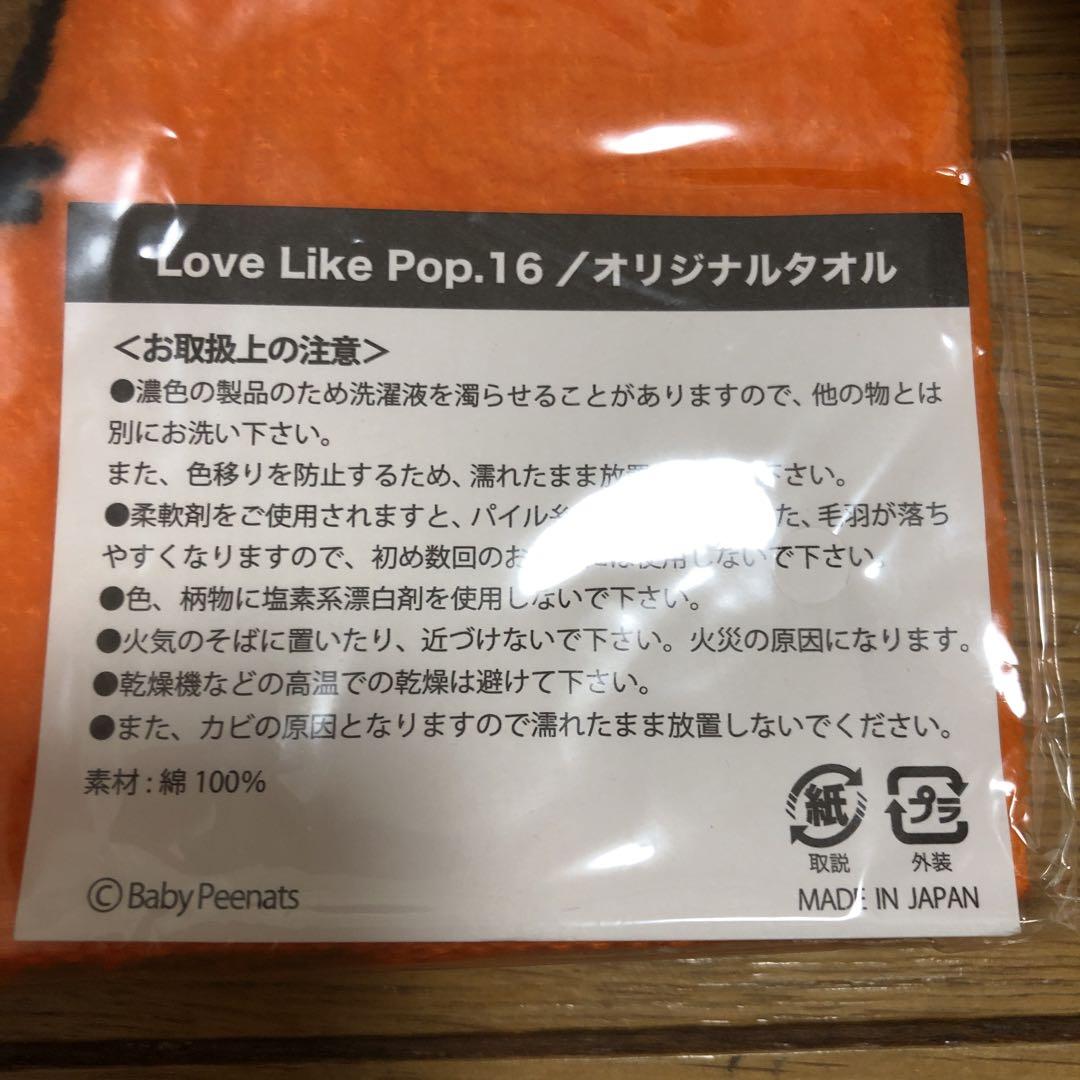 Love Like Pop.16／オリジナルタオル
＜お取扱上の注意＞
●濃色の製品のため洗濯液を濁らせることがありますので、他の物とは
別にお洗い下さい。
また、色移りを防止するため、濡れたまま放置 下さい。
●柔軟剤をご使用されますと、パイル糸 た、毛羽が落ち
やすくなりますので、初め数回のお は使用しないで下さい。
●色、柄物に塩素系漂白剤を使用しないで下さい。
●火気のそばに置いたり、近づけないで下さい。火災の原因になります。
●乾燥機などの高温での乾燥は避けて下さい。
●また、カビの原因となりますので濡れたまま放置しないでください。
素材：綿 100%
紙 プラ
取説 外装
©Baby Peenats
MADE IN JAPAN